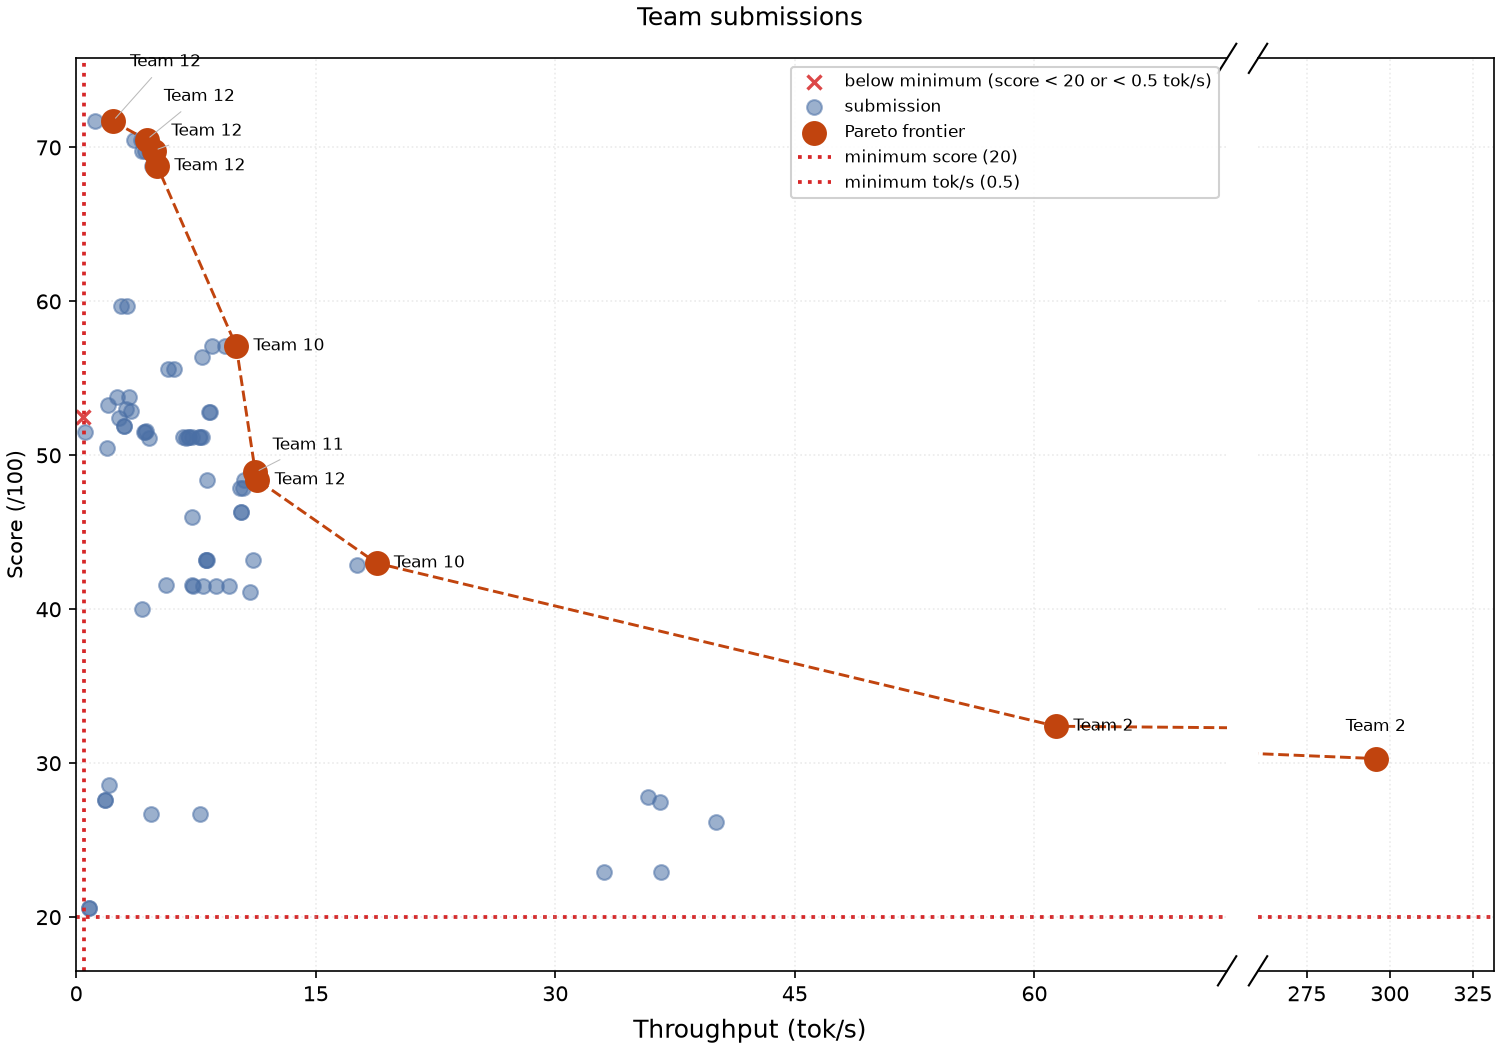 Team submissions
below minimum (score < 20 or < 0.5 tok/s)
submission
Pareto frontier
minimum score (20)
minimum tok/s (0.5)
Team 12
Team 12
Team 12
Team 12
Team 10
Team 11
Team 12
Team 10
Team 2
Team 2
Score (/100)
70
60
50
40
30
20
0
15
30
45
60
275
300
325
Throughput (tok/s)